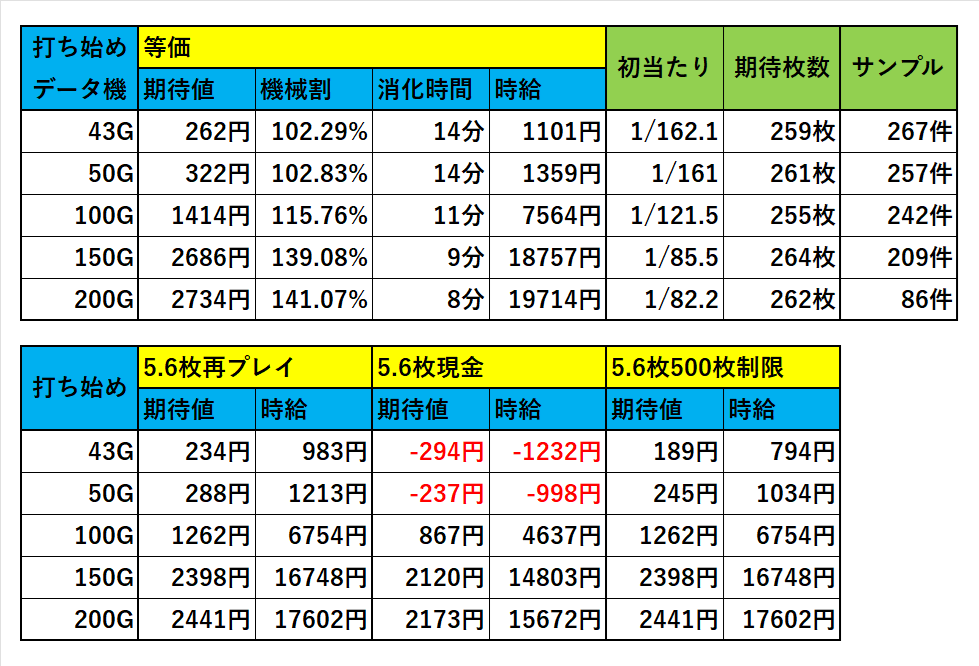 打ち始め 等価 初当たり 期待枚数 サンプル
データ機 期待値 機械割 消化時間 時給
43G 262円 102.29% 14分 1101円 1/162.1 259枚 267件
50G 322円 102.83% 14分 1359円 1/161 261枚 257件
100G 1414円 115.76% 11分 7564円 1/121.5 255枚 242件
150G 2686円 139.08% 9分 18757円 1/85.5 264枚 209件
200G 2734円 141.07% 8分 19714円 1/82.2 262枚 86件
打ち始め 5.6枚再プレイ 5.6枚現金 5.6枚500枚制限
期待値 時給 期待値 時給 期待値 時給
43G 234円 983円 -294円 -1232円 189円 794円
50G 288円 1213円 -237円 -998円 245円 1034円
100G 1262円 6754円 867円 4637円 1262円 6754円
150G 2398円 16748円 2120円 14803円 2398円 16748円
200G 2441円 17602円 2173円 15672円 2441円 17602円